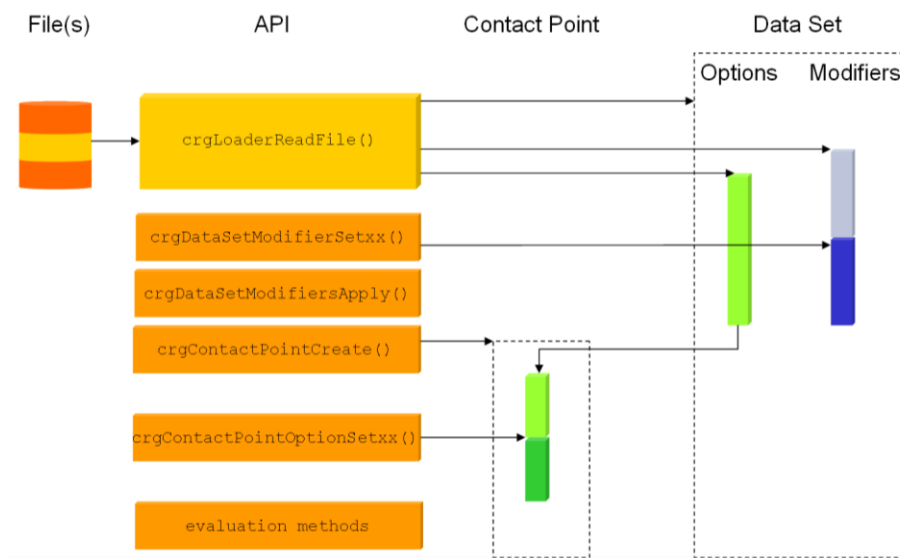 File(s) API Contact Point Data Set
Options Modifiers
crgLoaderReadFile()
crgDataSetModifierSetxx()
crgDataSetModifiersApply()
crgContactPointCreate()
crgContactPointOptionSetxx()
evaluation methods